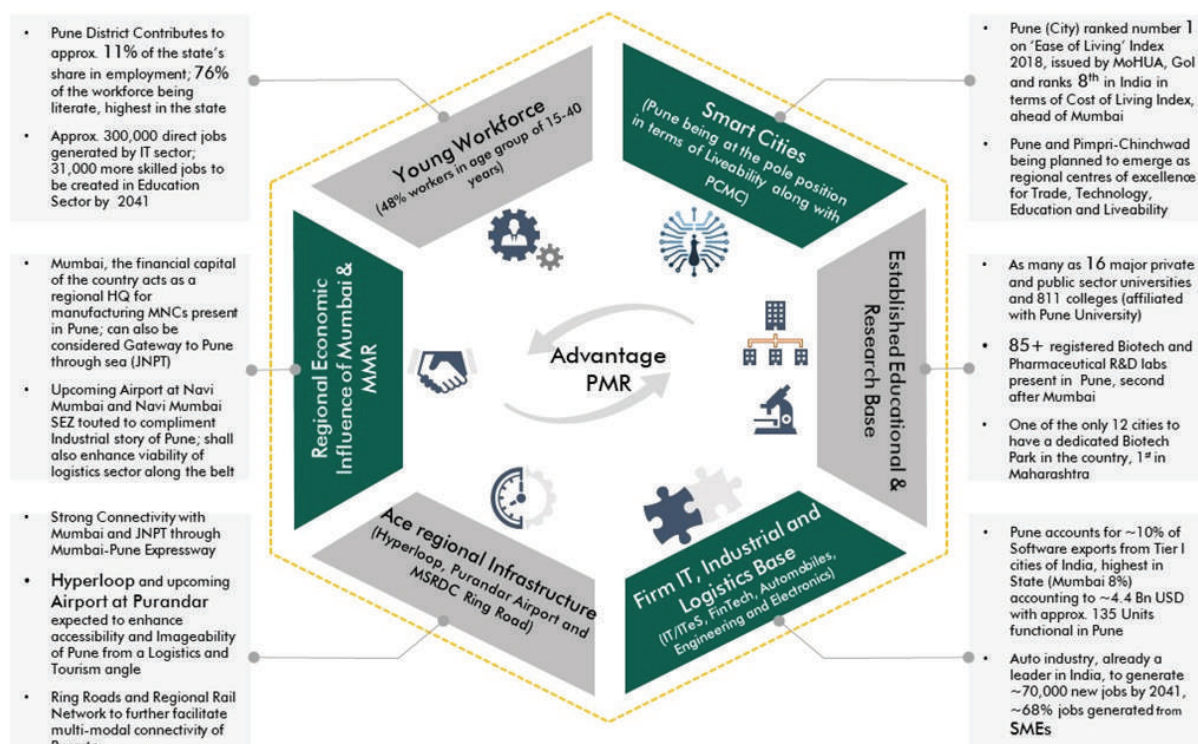 • Pune District Contributes to
approx. 11% of the state's
share in employment; 76%
of the workforce being
literate, highest in the state
• Approx. 300,000 direct jobs
generated by IT sector;
31,000 more skilled jobs to
be created in Education
Sector by 2041
Young Workforce
(48% workers in age group of 15-40
years)
Smart Cities
(Pune being at the pole position
in terms of Liveability along with
PCMC)
• Pune (City) ranked number 1
on 'Ease of Living' Index
2018, issued by MoHUA, GoI
and ranks 8th in India in
terms of Cost of Living Index,
ahead of Mumbai
• Pune and Pimpri-Chinchwad
being planned to emerge as
regional centres of excellence
for Trade, Technology,
Education and Liveability
• Mumbai, the financial capital
of the country acts as a
regional HQ for
manufacturing MNCs present
in Pune; can also be
considered Gateway to Pune
through sea (JNPT)
• Upcoming Airport at Navi
Mumbai and Navi Mumbai
SEZ touted to compliment
Industrial story of Pune; shall
also enhance viability of
logistics sector along the belt
Regional Economic
Influence of Mumbai &
MMR
Advantage
PMR
Established Educational &
Research Base
• As many as 16 major private
and public sector universities
and 811 colleges (affiliated
with Pune University)
• 85+ registered Biotech and
Pharmaceutical R&D labs
present in Pune, second
after Mumbai
• One of the only 12 cities to
have a dedicated Biotech
Park in the country, 1st in
Maharashtra
• Strong Connectivity with
Mumbai and JNPT through
Mumbai-Pune Expressway
• Hyperloop and upcoming
Airport at Purandar
expected to enhance
accessibility and Imageability
of Pune from a Logistics and
Tourism angle
• Ring Roads and Regional Rail
Network to further facilitate
multi-modal connectivity of
Ace regional Infrastructure
(Hyperloop, Purandar Airport and
MSRDC Ring Road)
Firm IT, Industrial and
Logistics Base
(IT/ITeS, FinTech, Automobiles,
Engineering and Electronics)
• Pune accounts for ~10% of
Software exports from Tier I
cities of India, highest in
State (Mumbai 8%)
accounting to ~4.4 Bn USD
with approx. 135 Units
functional in Pune
• Auto industry, already a
leader in India, to generate
~70,000 new jobs by 2041,
~68% jobs generated from
SMEs